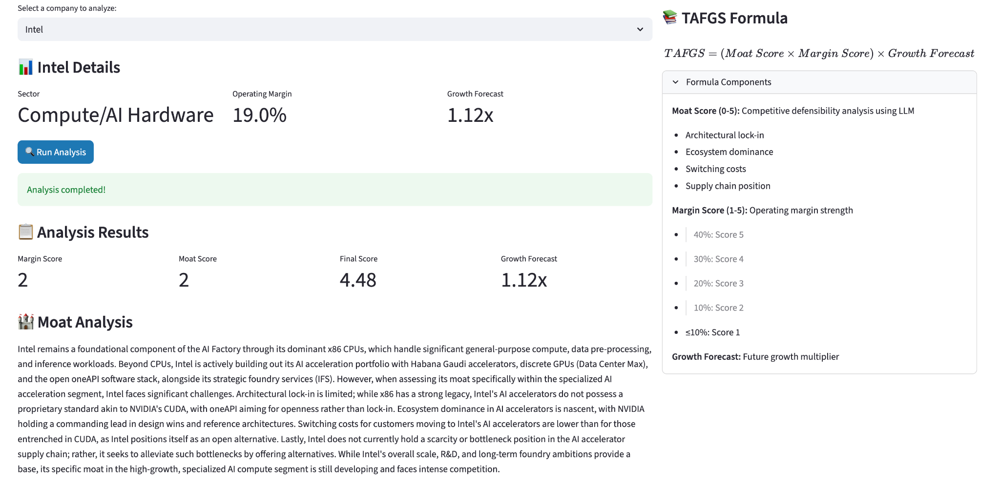 Select a company to analyze:
Intel
Intel Details
Sector
Operating Margin
Growth Forecast
Compute/AI Hardware
19.0%
1.12x
Run Analysis
Analysis completed!
Analysis Results
Margin Score
Moat Score
Final Score
Growth Forecast
2
2
4.48
1.12x
Moat Analysis
Intel remains a foundational component of the AI Factory through its dominant x86 CPUs, which handle significant general-purpose compute, data pre-processing,
and inference workloads. Beyond CPUs, Intel is actively building out its AI acceleration portfolio with Habana Gaudi accelerators, discrete GPUs (Data Center Max),
and the open oneAPI software stack, alongside its strategic foundry services (IFS). However, when assessing its moat specifically within the specialized AI
acceleration segment, Intel faces significant challenges. Architectural lock-in is limited; while x86 has a strong legacy, Intel's AI accelerators do not possess a
proprietary standard akin to NVIDIA's CUDA, with oneAPI aiming for openness rather than lock-in. Ecosystem dominance in AI accelerators is nascent, with NVIDIA
holding a commanding lead in design wins and reference architectures. Switching costs for customers moving to Intel's AI accelerators are lower than for those
entrenched in CUDA, as Intel positions itself as an open alternative. Lastly, Intel does not currently hold a scarcity or bottleneck position in the AI accelerator
supply chain; rather, it seeks to alleviate such bottlenecks by offering alternatives. While Intel's overall scale, R&D, and long-term foundry ambitions provide a
base, its specific moat in the high-growth, specialized AI compute segment is still developing and faces intense competition.
TAFGS Formula
TAFGS = (Moat Score × Margin Score) × Growth Forecast
Formula Components
Moat Score (0-5): Competitive defensibility analysis using LLM
• Architectural lock-in
• Ecosystem dominance
• Switching costs
• Supply chain position
Margin Score (1-5): Operating margin strength
• 40%: Score 5
• 30%: Score 4
• 20%: Score 3
• 10%: Score 2
• ≤10%: Score 1
Growth Forecast: Future growth multiplier